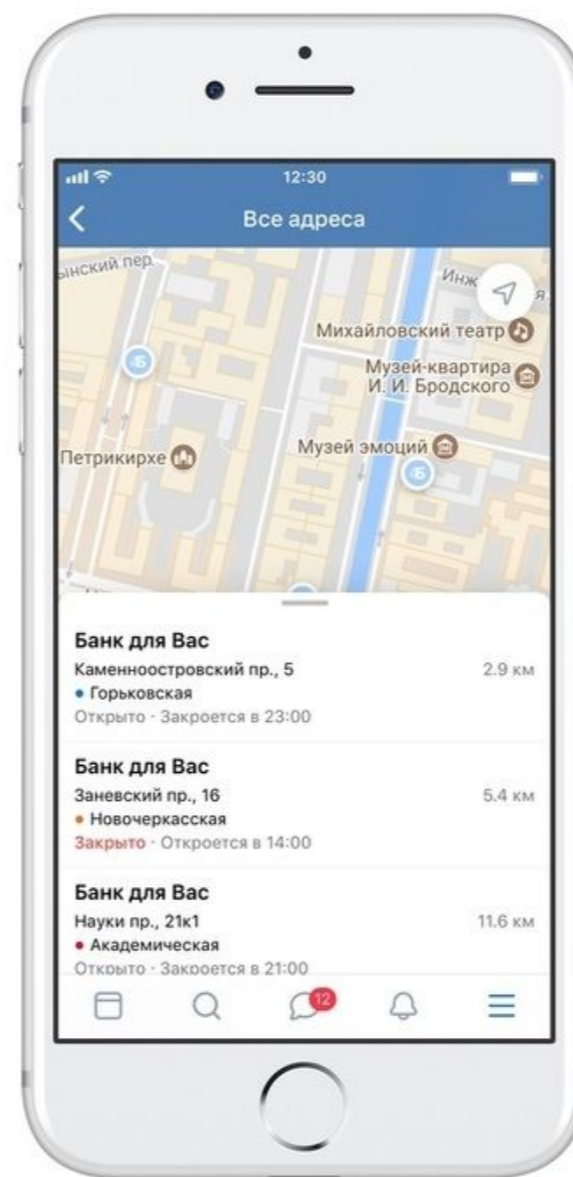 12:30
Все адреса
ынский пер.
Инж
я
Михайловский театр
Музей-квартира
И. И. Бродского
Музей эмоций
Петрикирхе
Банк для Вас
Каменноостровский пр., 5
2.9 км
• Горьковская
Открыто · Закроется в 23:00
Банк для Вас
Заневский пр., 16
5.4 км
• Новочеркасская
Закрыто · Откроется в 14:00
Банк для Вас
Науки пр., 21к1
11.6 км
• Академическая
Открыто · Закроется в 21:00
12